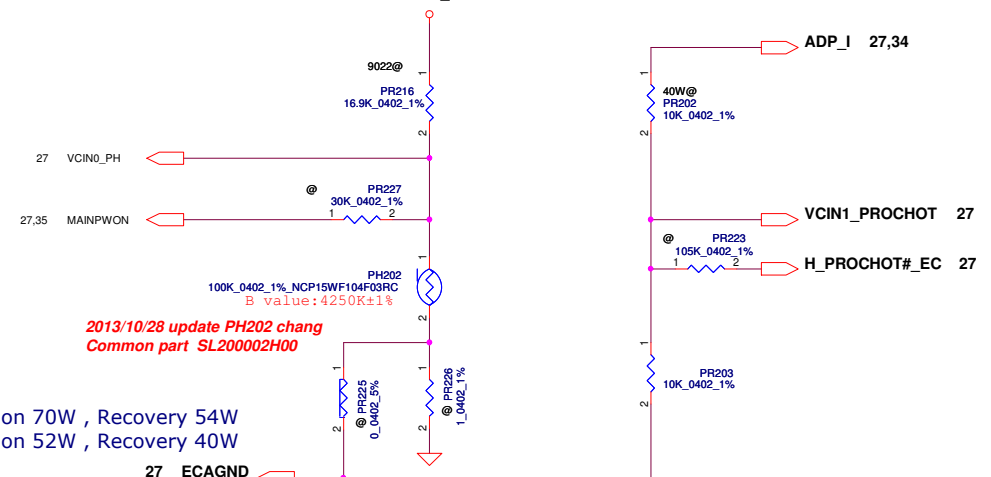 9022@
1
PR216
16.9K_0402_1%
2
27 VCIN0_PH
@
PR227
30K_0402_1%
1 2
27,35 MAINPWON
1
PH202
100K_0402_1%_NCP15WF104F03RC
B value:4250K±1%
2
2013/10/28 update PH202 chang
Common part SL200002H00
1
@ PR225
0_0402_5%
2
1
@ PR226
1_0402_1%
2
on 70W , Recovery 54W
on 52W , Recovery 40W
27 ECAGND
ADP_I 27,34
1
40W@
PR202
10K_0402_1%
2
VCIN1_PROCHOT 27
@
PR223
105K_0402_1%
1 2
H_PROCHOT#_EC 27
1
PR203
10K_0402_1%
2